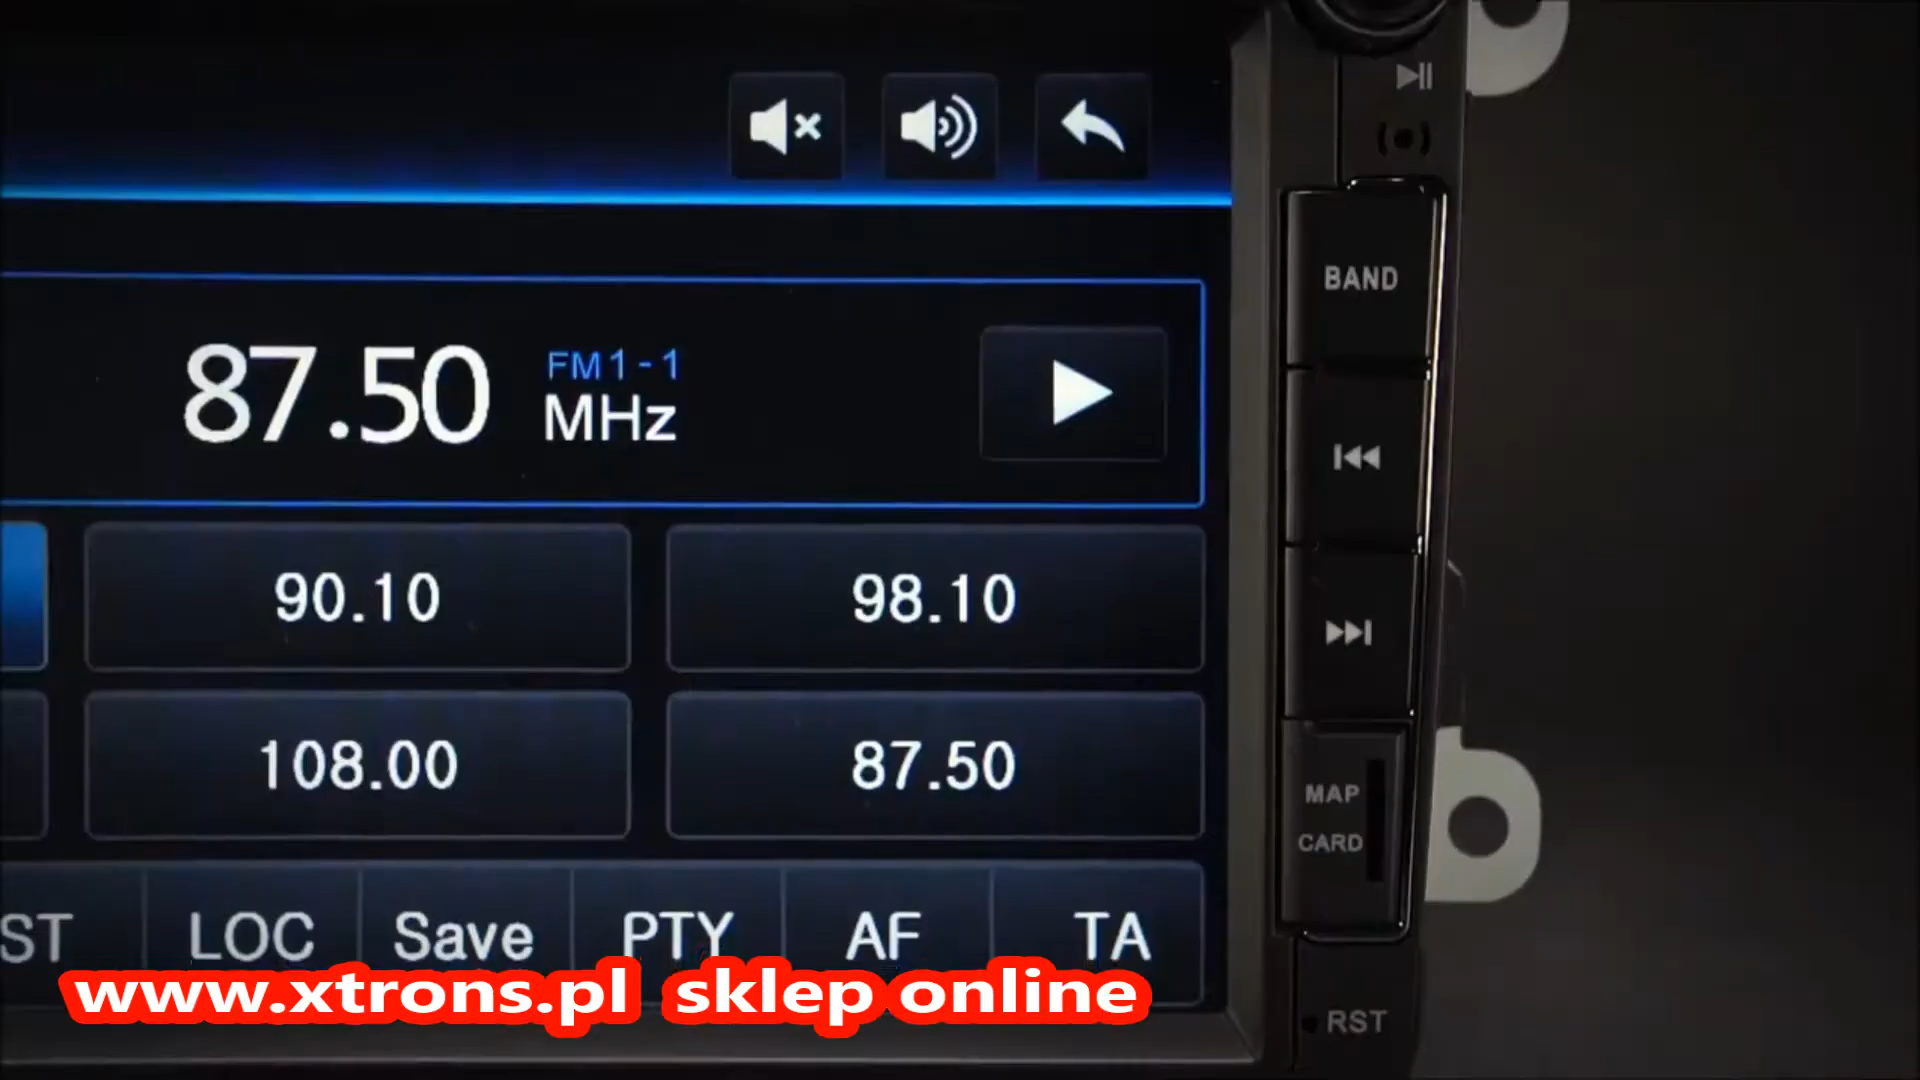 BAND
87.50
FM1-1
MHz
90.10
98.10
108.00
87.50
MAP
CARD
ST LOC Save PTY AF TA
www.xtrons.pl sklep online
RST